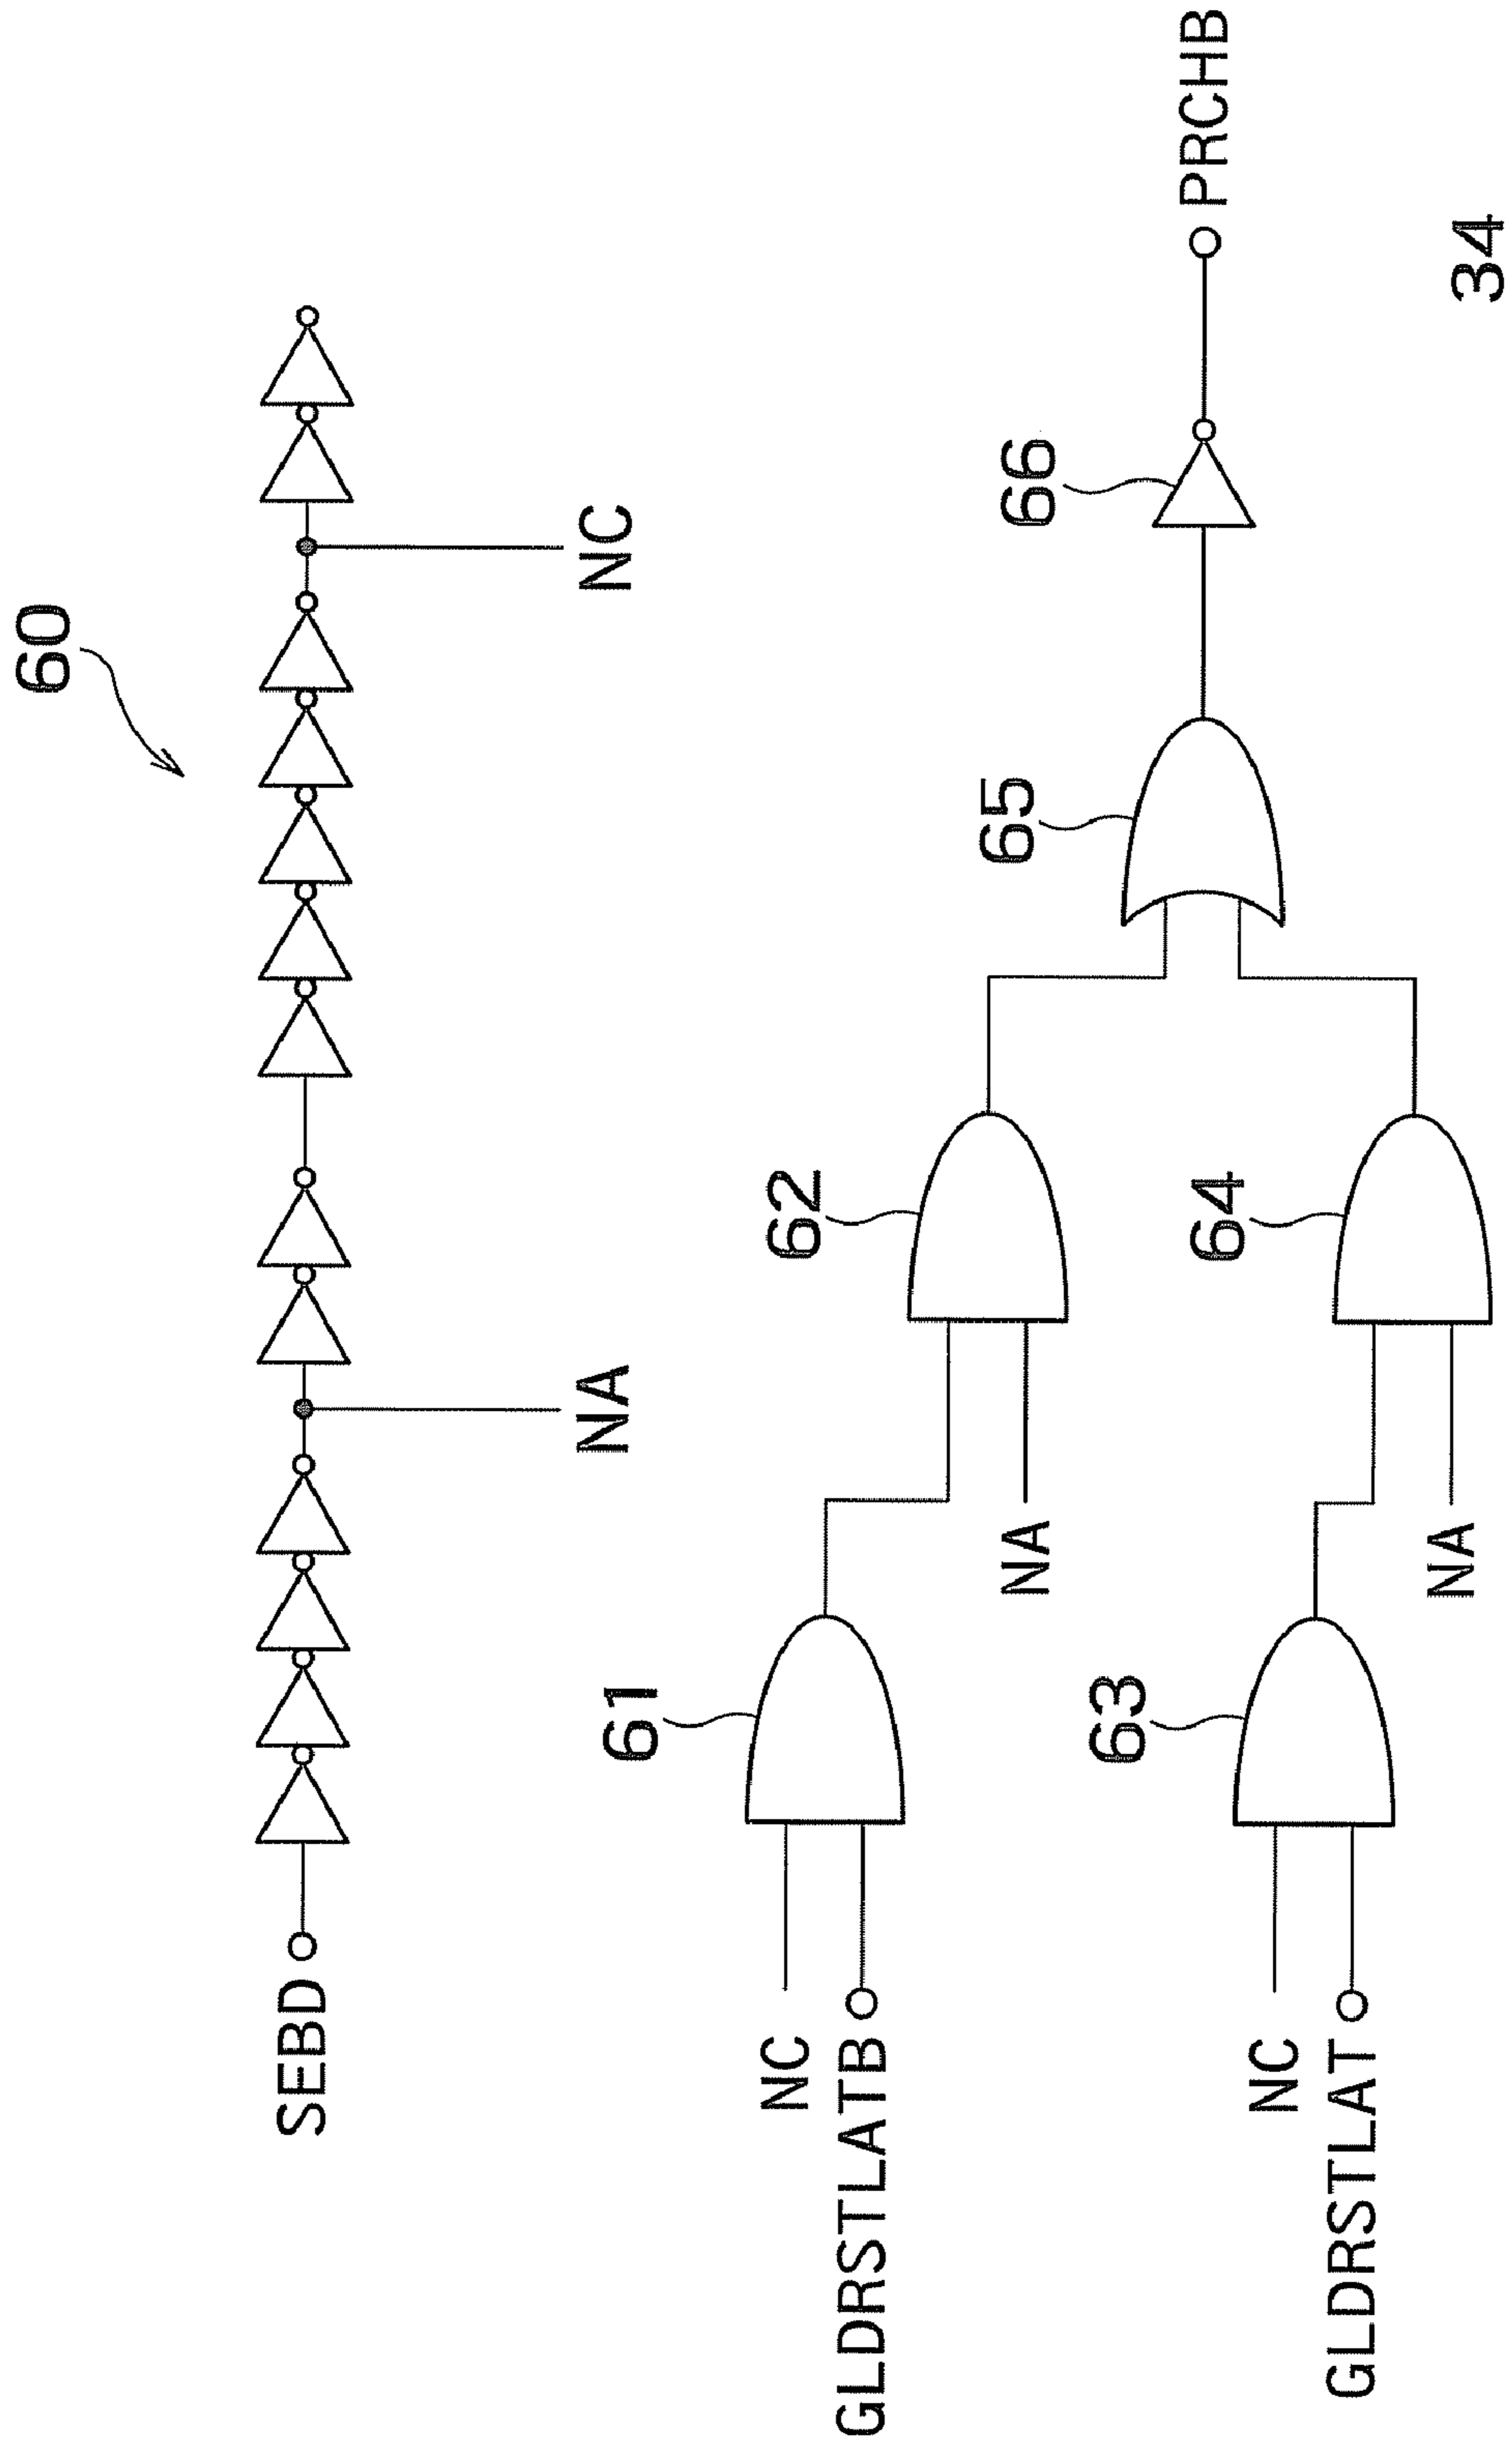 60
SEBD
NA
NC
61
NC
GLDRSTLATB
62
NA
63
NC
GLDRSTLAT
64
NA
65
66
PRCHB
34